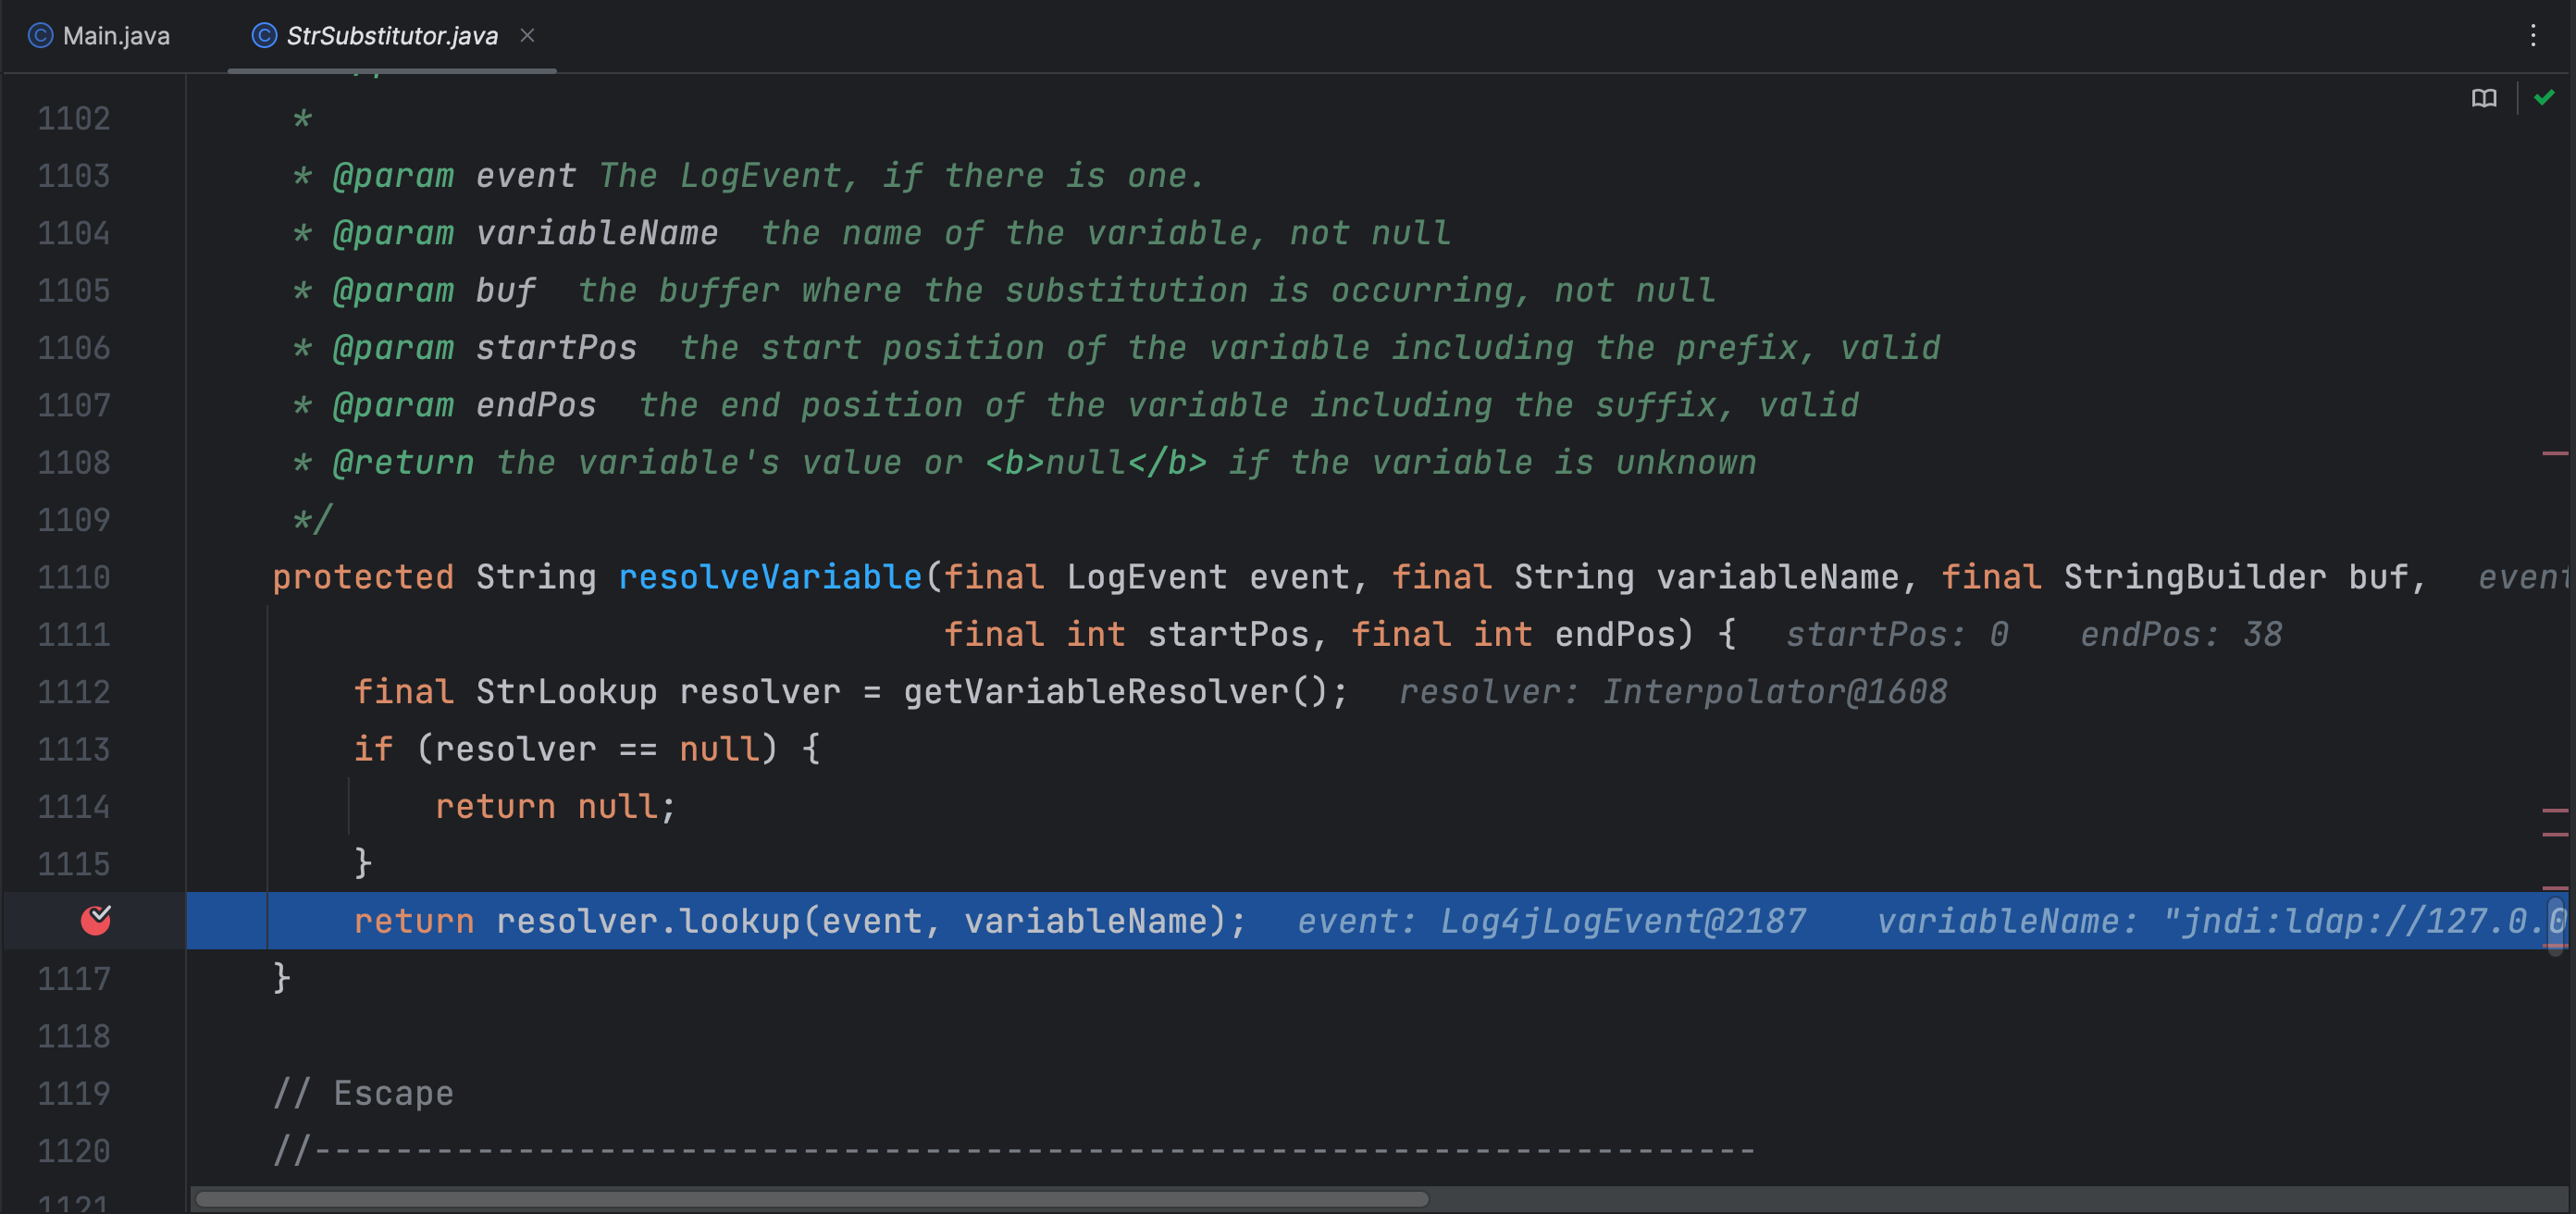 Main.java StrSubstitutor.java
1102 *
1103 * @param event The LogEvent, if there is one.
1104 * @param variableName  the name of the variable, not null
1105 * @param buf  the buffer where the substitution is occurring, not null
1106 * @param startPos  the start position of the variable including the prefix, valid
1107 * @param endPos  the end position of the variable including the suffix, valid
1108 * @return the variable's value or <b>null</b> if the variable is unknown
1109 */
1110 protected String resolveVariable(final LogEvent event, final String variableName, final StringBuilder buf, event
1111 final int startPos, final int endPos) { startPos: 0 endPos: 38
1112 final StrLookup resolver = getVariableResolver(); resolver: Interpolator@1608
1113 if (resolver == null) {
1114 return null;
1115 }
return resolver.lookup(event, variableName); event: Log4jLogEvent@2187 variableName: "jndi:ldap://127.0.0
1117 }
1118
1119 // Escape
1120 //-----------------------------------------------------------------------
1121